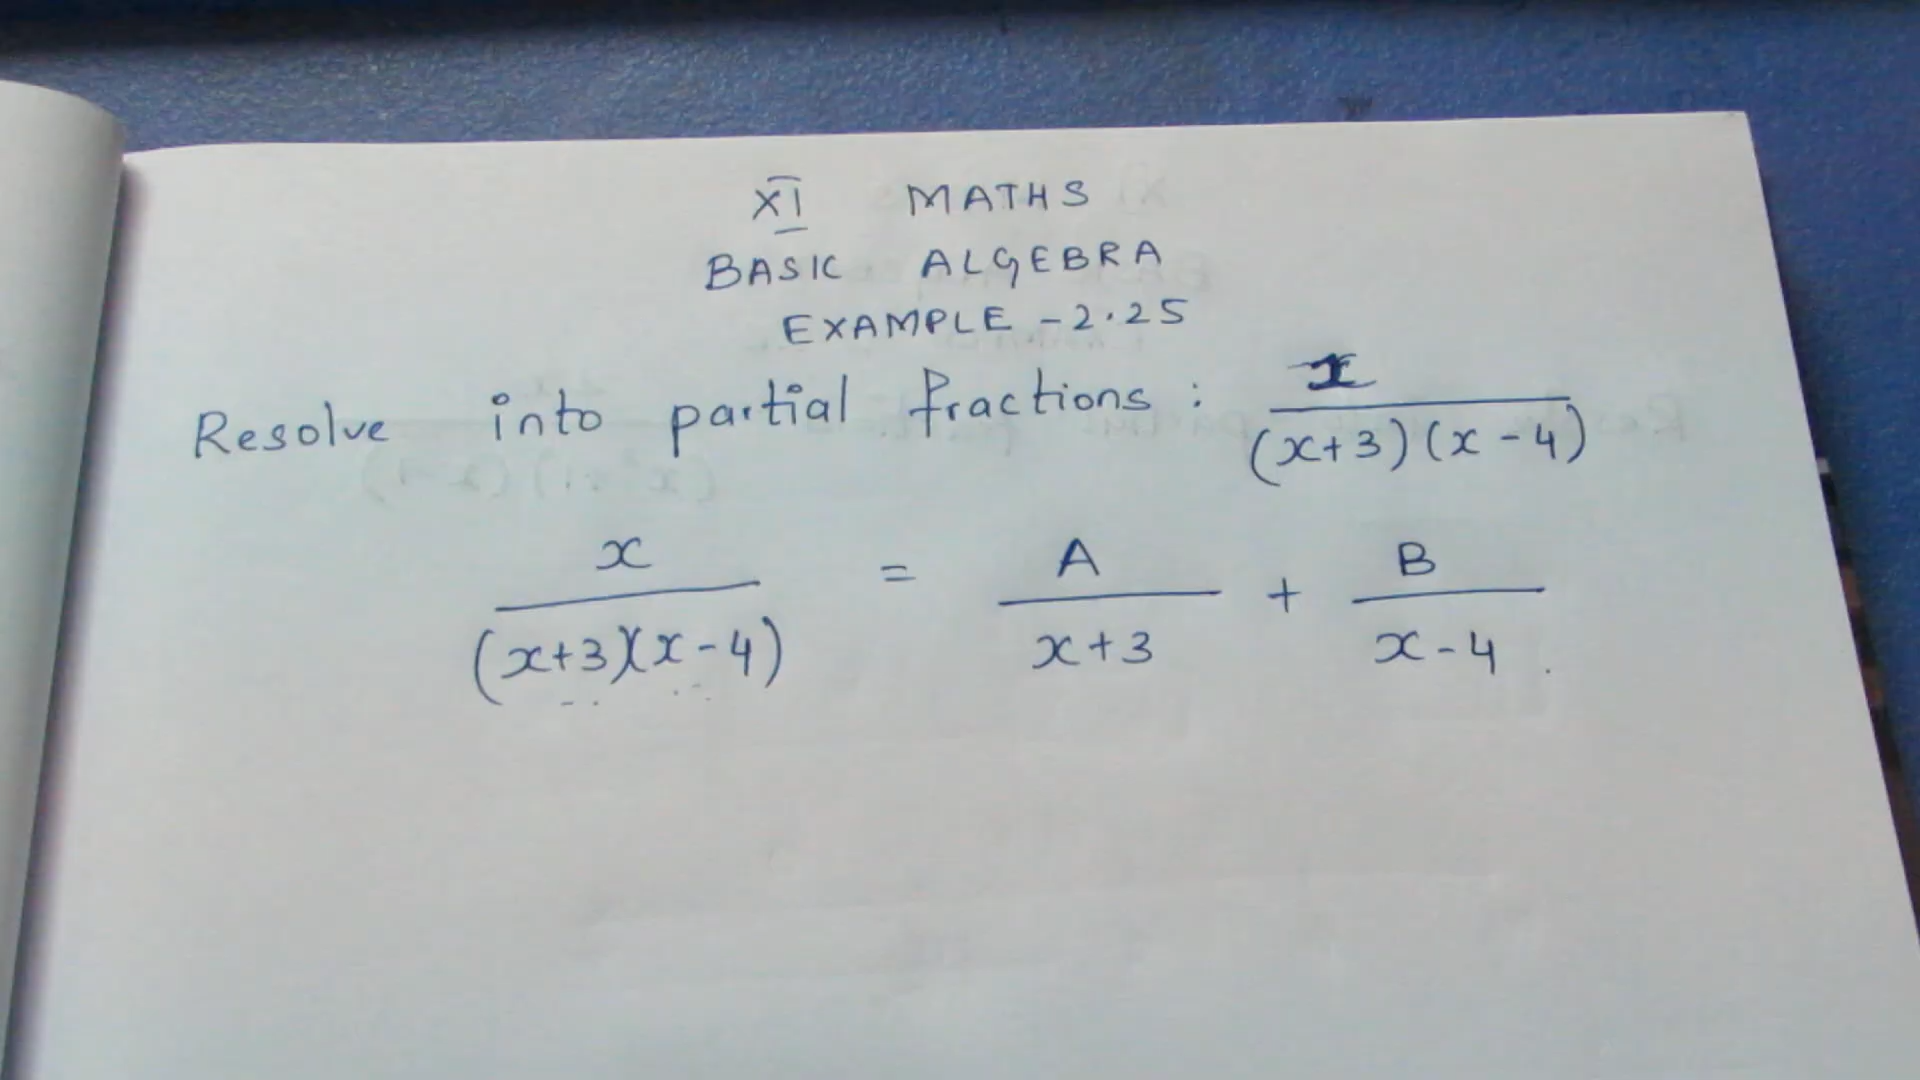 XI MATHS
BASIC ALGEBRA
EXAMPLE - 2.25
Resolve into partial fractions : x / (x+3)(x-4)
x / (x+3)(x-4) = A / x+3 + B / x-4